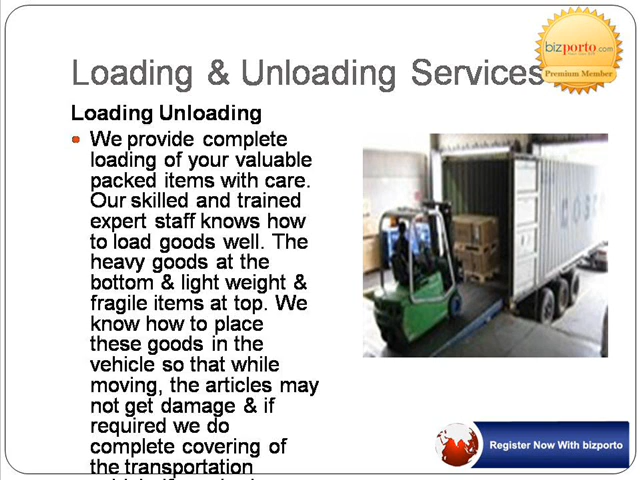 Loading & Unloading Services
bizporto.com
Premium Member
Loading Unloading
We provide complete
loading of your valuable
packed items with care.
Our skilled and trained
expert staff knows how
to load goods well. The
heavy goods at the
bottom & light weight &
fragile items at top. We
know how to place
these goods in the
vehicle so that while
moving, the articles may
not get damage & if
required we do
complete covering of
the transportation
Register Now With bizporto